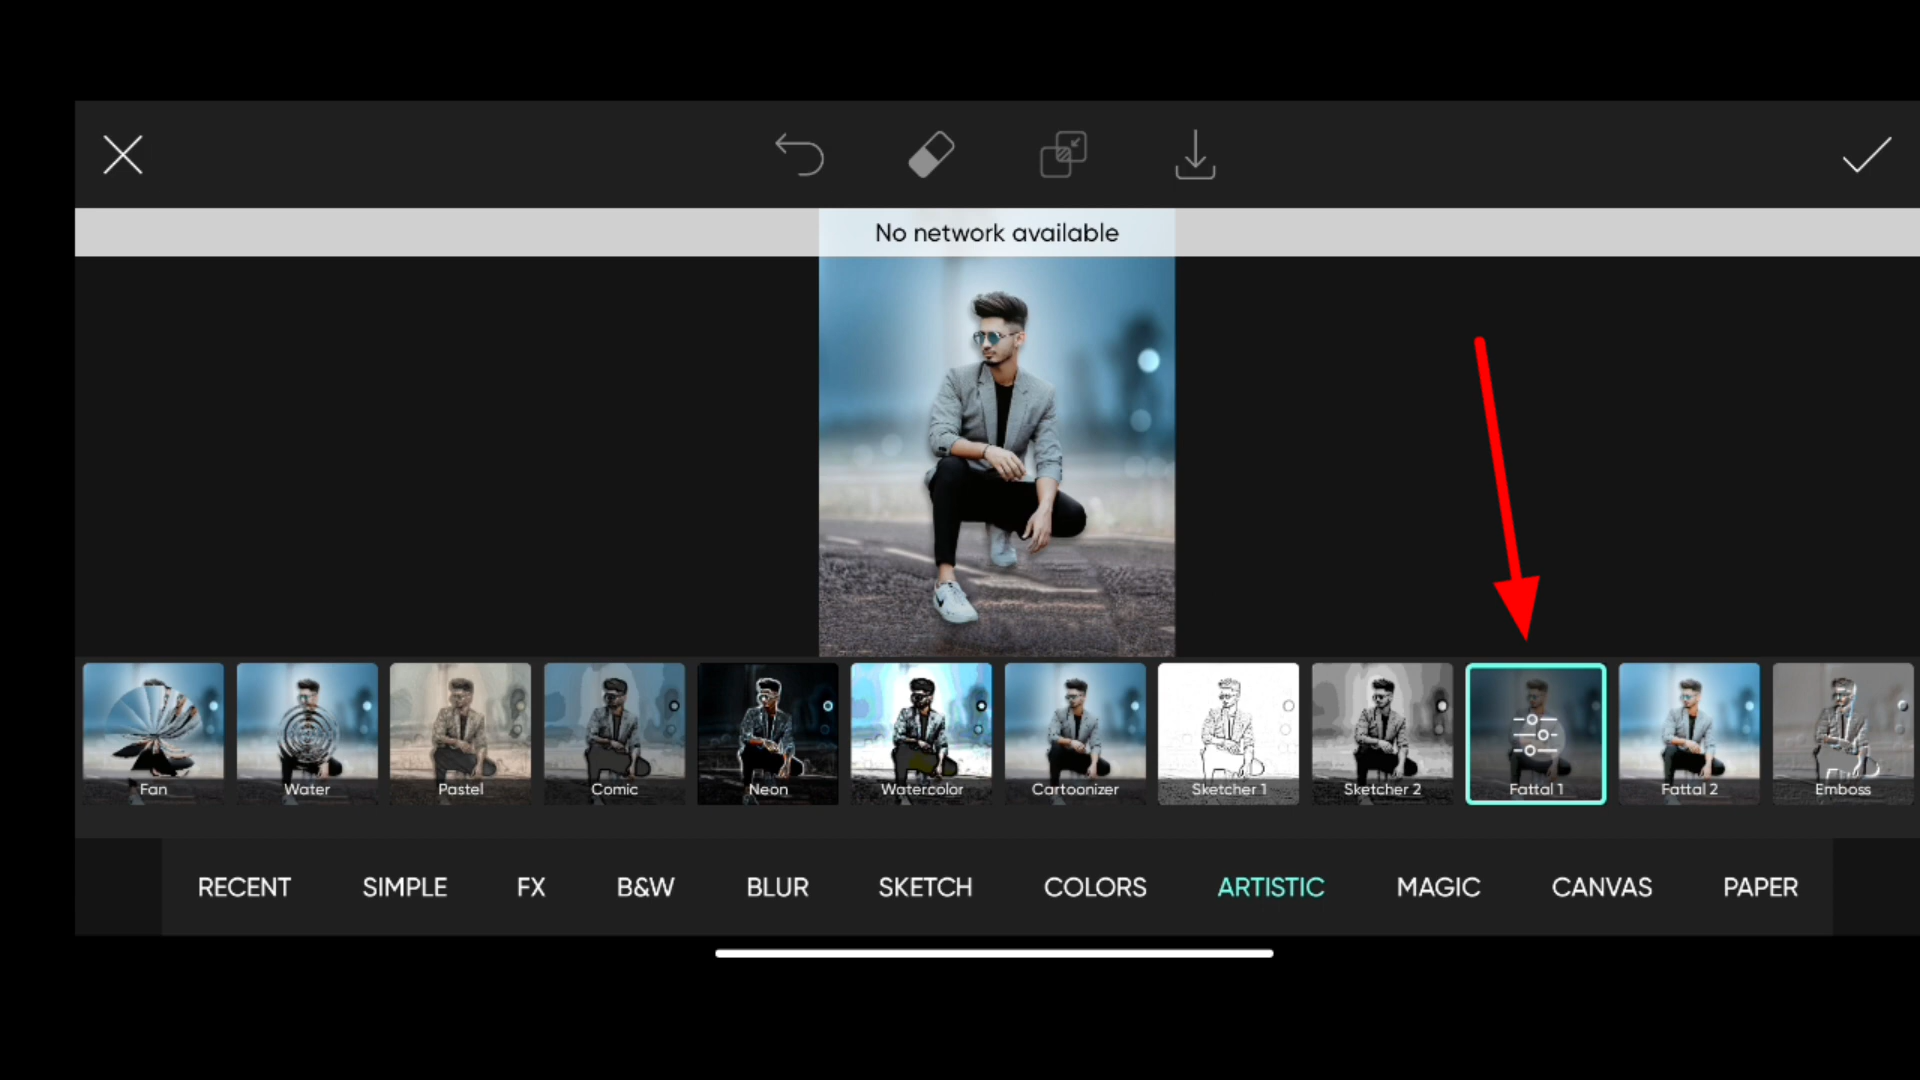 No network available
Fan
Water
Pastel
Comic
Neon
Watercolor
Cartoonizer
Sketcher 1
Sketcher 2
Fattal 1
Fattal 2
Emboss
RECENT
SIMPLE
FX
B&W
BLUR
SKETCH
COLORS
ARTISTIC
MAGIC
CANVAS
PAPER